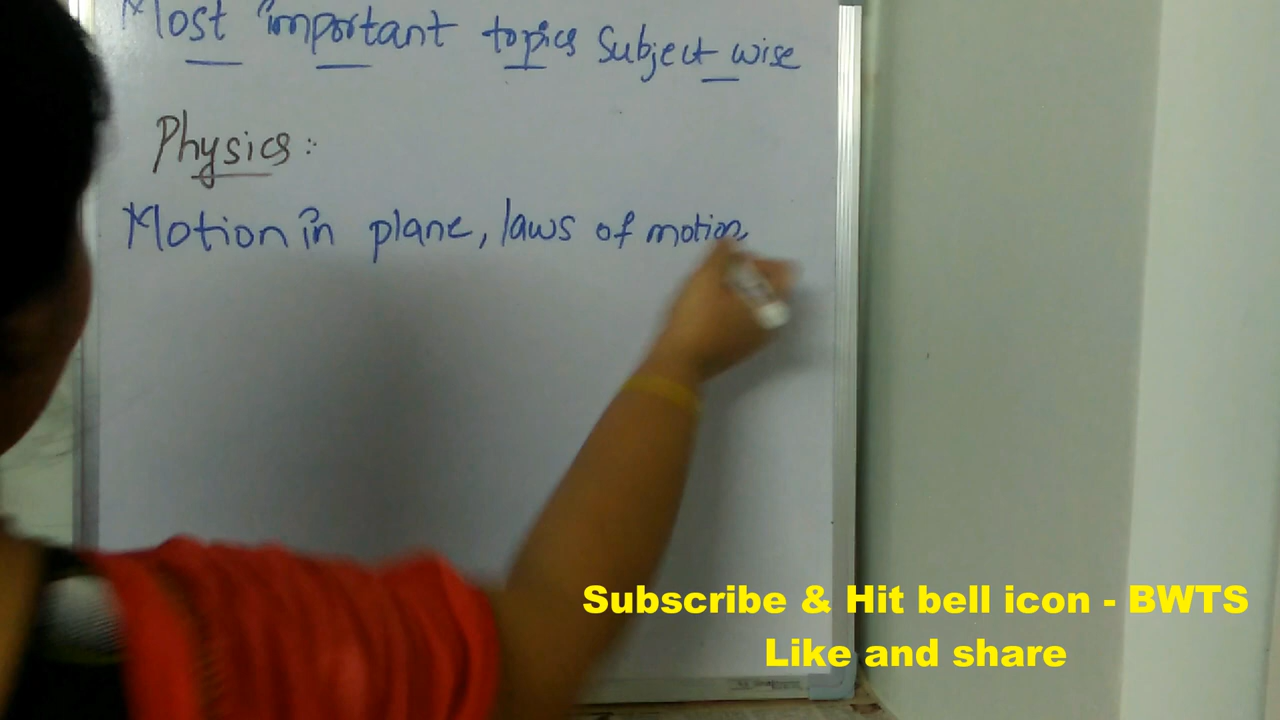 Most important topics Subject wise
Physics :
Motion in plane, laws of motion,
Subscribe & Hit bell icon - BWTS
Like and share